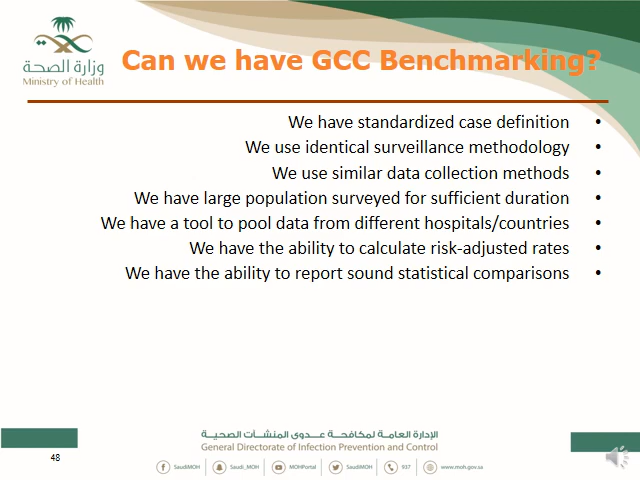 وزارة الصحة
Ministry of Health
Can we have GCC Benchmarking?
We have standardized case definition •
We use identical surveillance methodology •
We use similar data collection methods •
We have large population surveyed for sufficient duration •
We have a tool to pool data from different hospitals/countries •
We have the ability to calculate risk-adjusted rates •
We have the ability to report sound statistical comparisons •
الإدارة العامة لمكافحة عدوى المنشآت الصحية
General Directorate of Infection Prevention and Control
48
SaudiMOH | Saudi_MOH | MOHPortal | SaudiMOH | 937 | www.moh.gov.sa